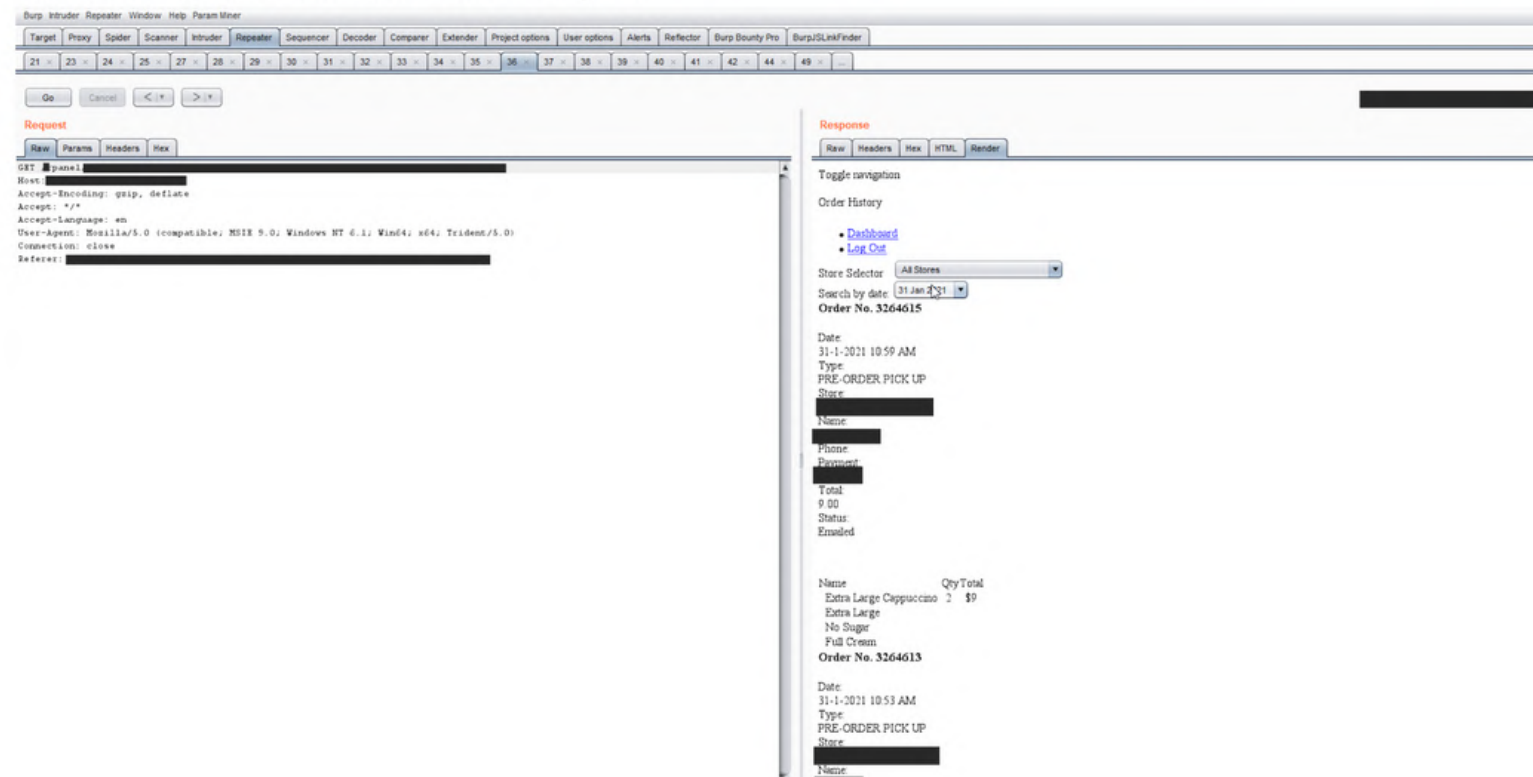 Burp Intruder Repeater Window Help Param Miner
Target Proxy Spider Scanner Intruder Repeater Sequencer Decoder Comparer Extender Project options User options Alerts Reflector Burp Bounty Pro BurpJSLinkFinder
21 × 23 × 24 × 25 × 27 × 28 × 29 × 30 × 31 × 32 × 33 × 34 × 35 × 36 × 37 × 38 × 39 × 40 × 41 × 42 × 44 × 49 × ...
Go Cancel < >
Request
Raw Params Headers Hex
GET panel
Host:
Accept-Encoding: gzip, deflate
Accept: */*
Accept-Language: en
User-Agent: Mozilla/5.0 (compatible; MSIE 9.0; Windows NT 6.1; Win64; x64; Trident/5.0)
Connection: close
Referer:
Response
Raw Headers Hex HTML Render
Toggle navigation
Order History
• Dashboard
• Log Out
Store Selector All Stores
Search by date: 31 Jan
Order No. 3264615
Date:
31-1-2021 10:59 AM
Type:
PRE-ORDER PICK UP
Store:
Name:
Phone:
Payment:
Total:
9.00
Status:
Emailed
Name Qty Total
Extra Large Cappuccino 2 $9
Extra Large
No Sugar
Full Cream
Order No. 3264613
Date:
31-1-2021 10:53 AM
Type:
PRE-ORDER PICK UP
Store:
Name: